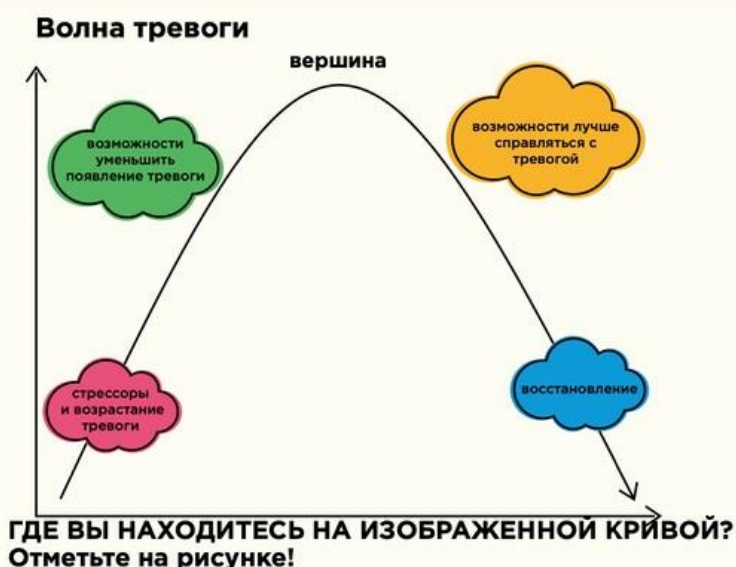 Волна тревоги
вершина
возможности
уменьшить
появление тревоги
возможности лучше
справляться с
тревогой
стрессоры
и возрастание
тревоги
восстановление
ГДЕ ВЫ НАХОДИТЕСЬ НА ИЗОБРАЖЕННОЙ КРИВОЙ?
Отметьте на рисунке!